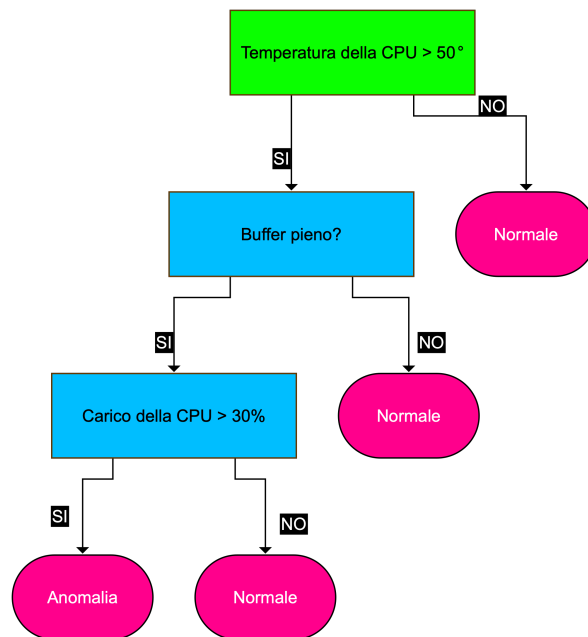 Temperatura della CPU > 50°
NO
SI
Normale
Buffer pieno?
SI
NO
Carico della CPU > 30%
Normale
SI
NO
Anomalia
Normale